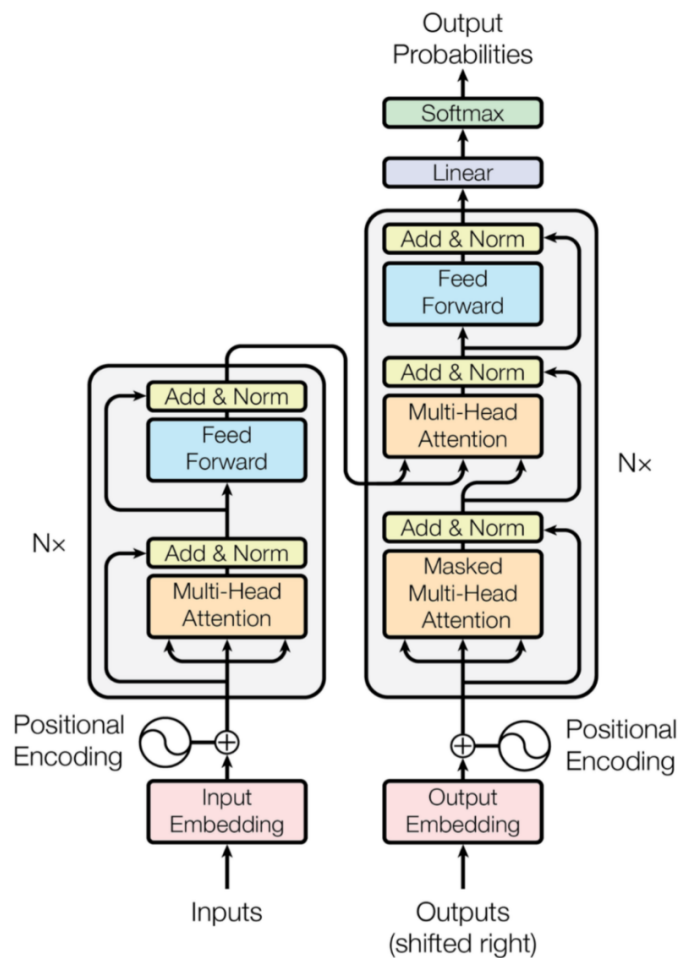 Output
Probabilities
Softmax
Linear
Add & Norm
Feed
Forward
Add & Norm
Multi-Head
Attention
Add & Norm
Masked
Multi-Head
Attention
Nx
Positional
Encoding
Output
Embedding
Outputs
(shifted right)
Add & Norm
Feed
Forward
Add & Norm
Multi-Head
Attention
Nx
Positional
Encoding
Input
Embedding
Inputs